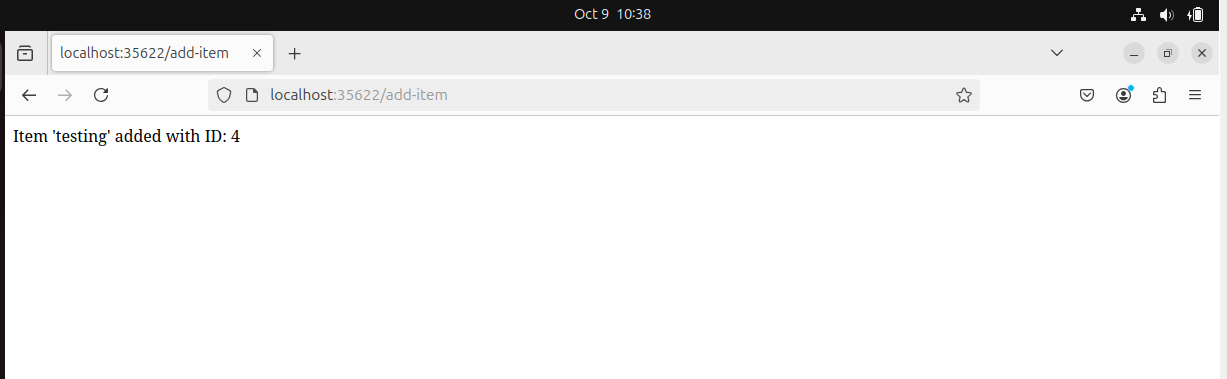 Oct 9 10:38
localhost:35622/add-item
localhost:35622/add-item
Item 'testing' added with ID: 4